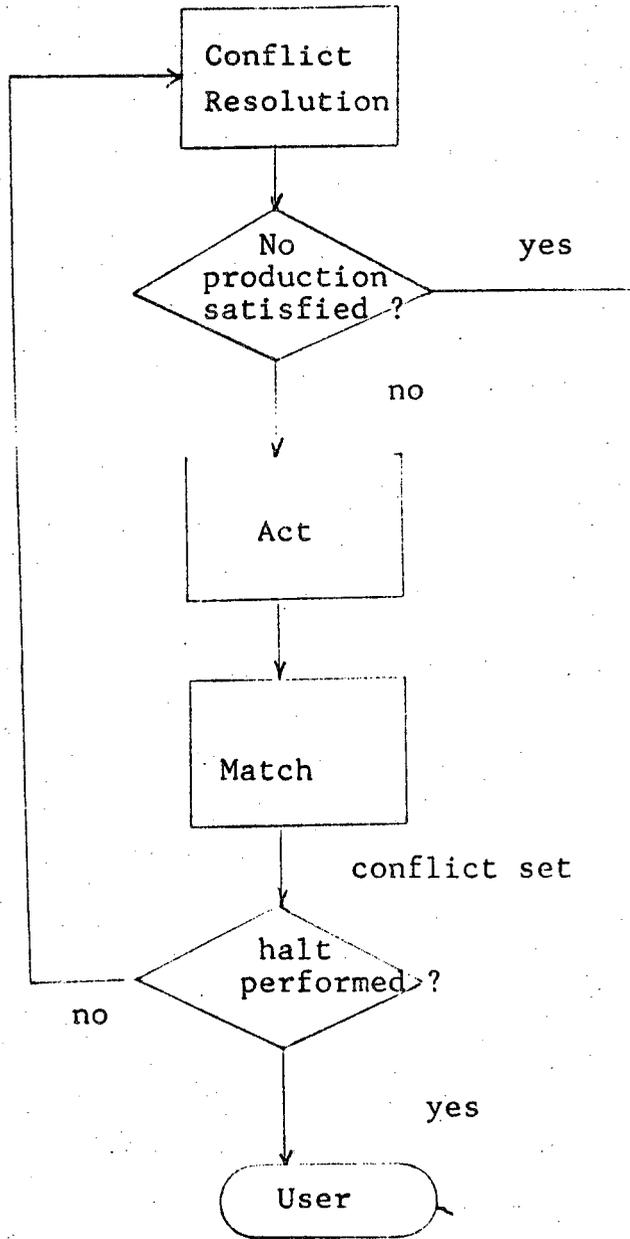 Conflict
Resolution
No
production
satisfied ?
yes
no
Act
Match
conflict set
halt
performed ?
no
yes
User